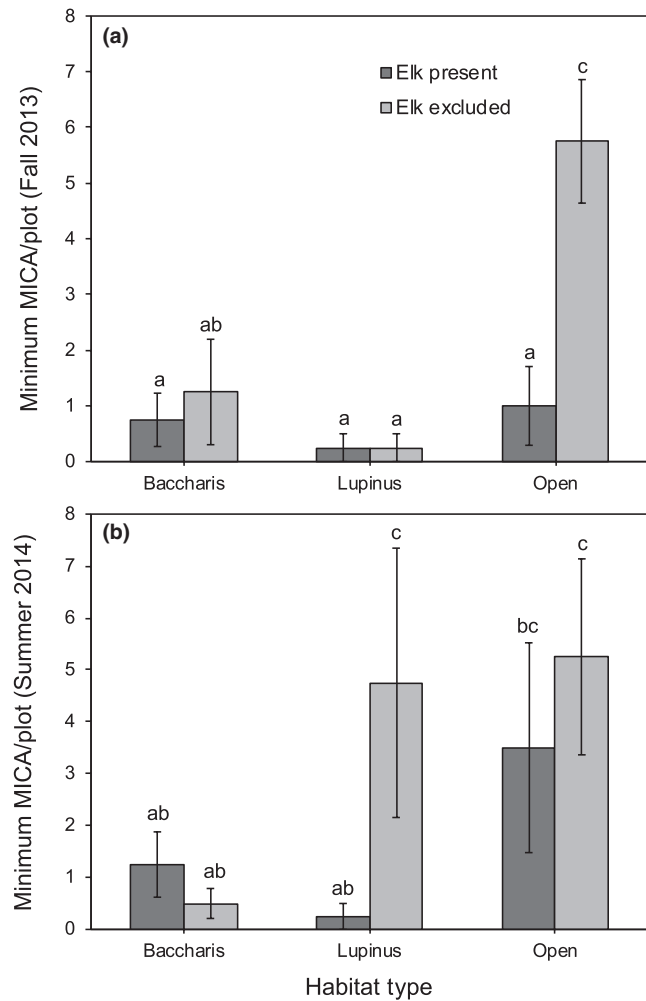 (a)
Minimum MICA/plot (Fall 2013)
8
7
6
5
4
3
2
1
0
Elk present
Elk excluded
a
ab
a
a
a
c
Baccharis
Lupinus
Open
(b)
Minimum MICA/plot (Summer 2014)
8
7
6
5
4
3
2
1
0
ab
ab
ab
c
bc
c
Baccharis
Lupinus
Open
Habitat type